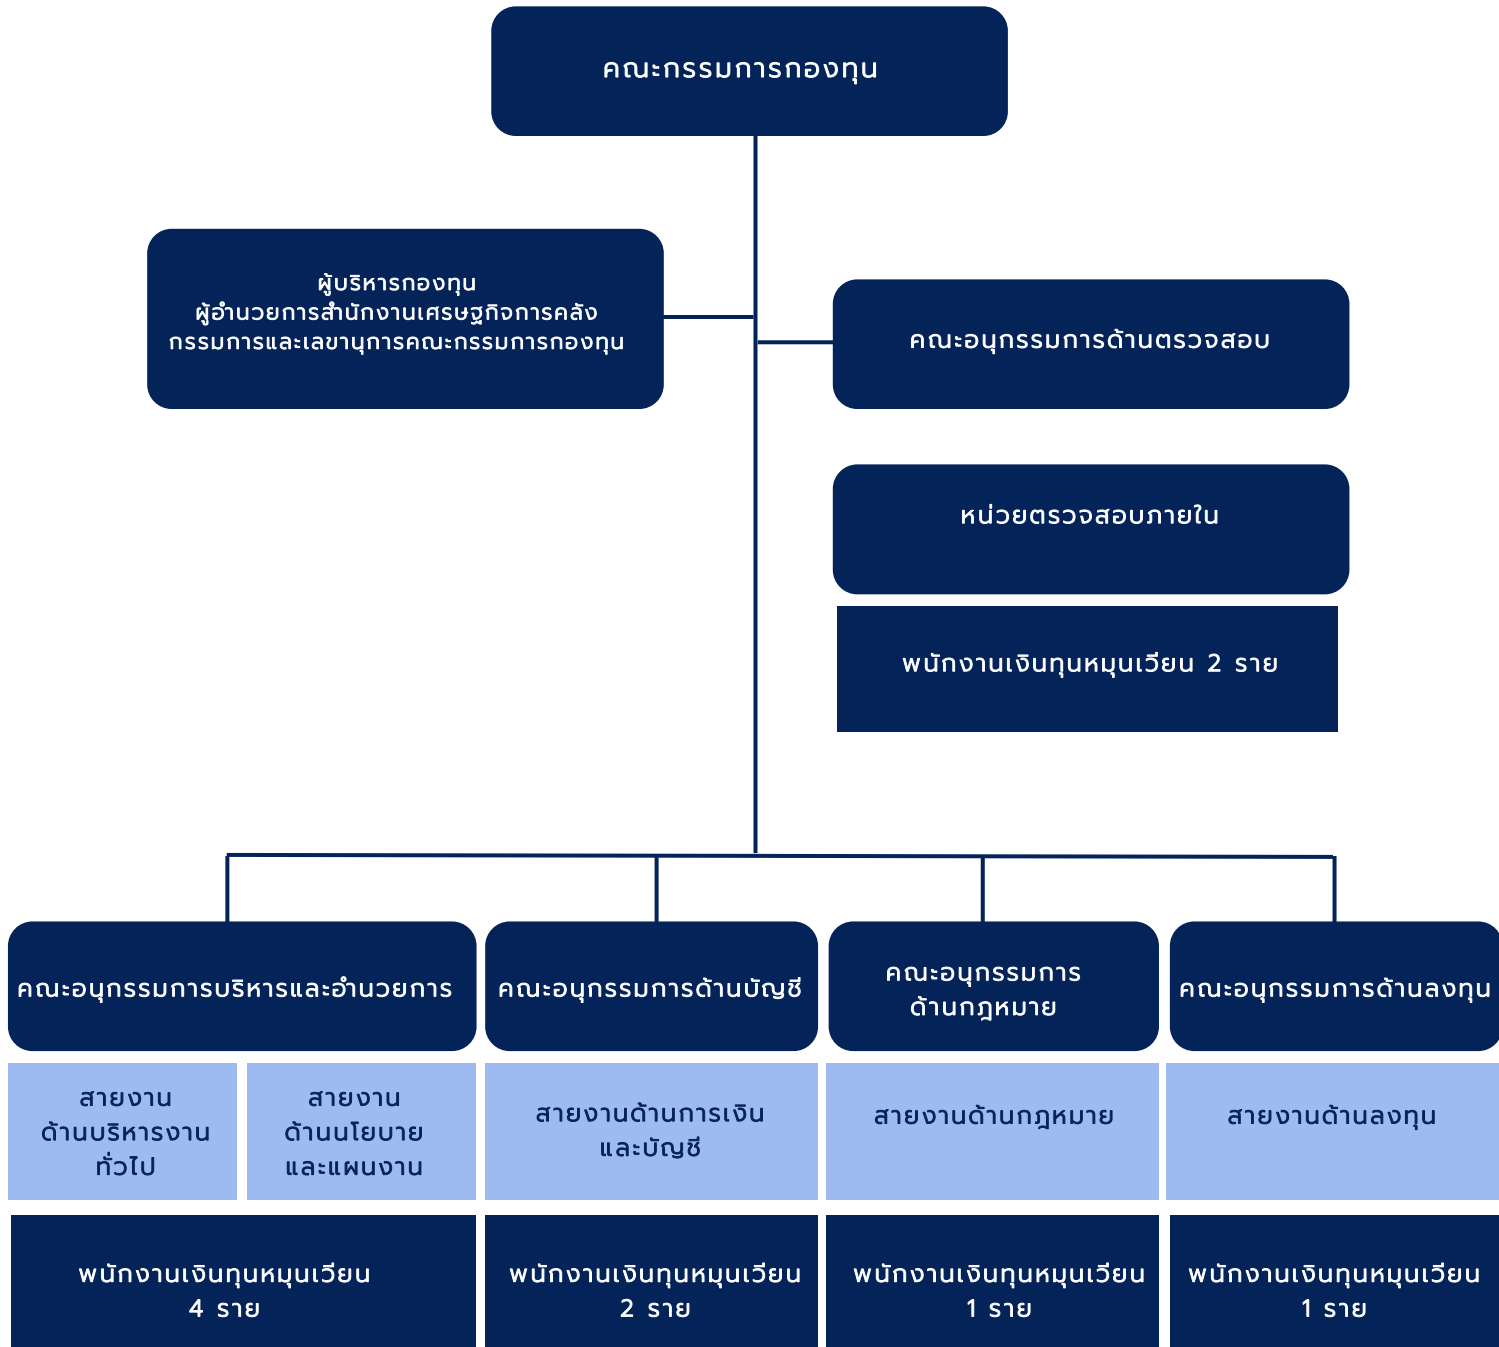 คณะกรรมการกองทุน
ผู้บริหารกองทุน
ผู้อำนวยการสำนักงานเศรษฐกิจการคลัง
กรรมการและเลขานุการคณะกรรมการกองทุน
คณะอนุกรรมการด้านตรวจสอบ
หน่วยตรวจสอบภายใน
พนักงานเงินทุนหมุนเวียน 2 ราย
คณะอนุกรรมการบริหารและอำนวยการ
คณะอนุกรรมการด้านบัญชี
คณะอนุกรรมการ
ด้านกฎหมาย
คณะอนุกรรมการด้านลงทุน
สายงาน
ด้านบริหารงาน
ทั่วไป
สายงาน
ด้านนโยบาย
และแผนงาน
สายงานด้านการเงิน
และบัญชี
สายงานด้านกฎหมาย
สายงานด้านลงทุน
พนักงานเงินทุนหมุนเวียน
4 ราย
พนักงานเงินทุนหมุนเวียน
2 ราย
พนักงานเงินทุนหมุนเวียน
1 ราย
พนักงานเงินทุนหมุนเวียน
1 ราย